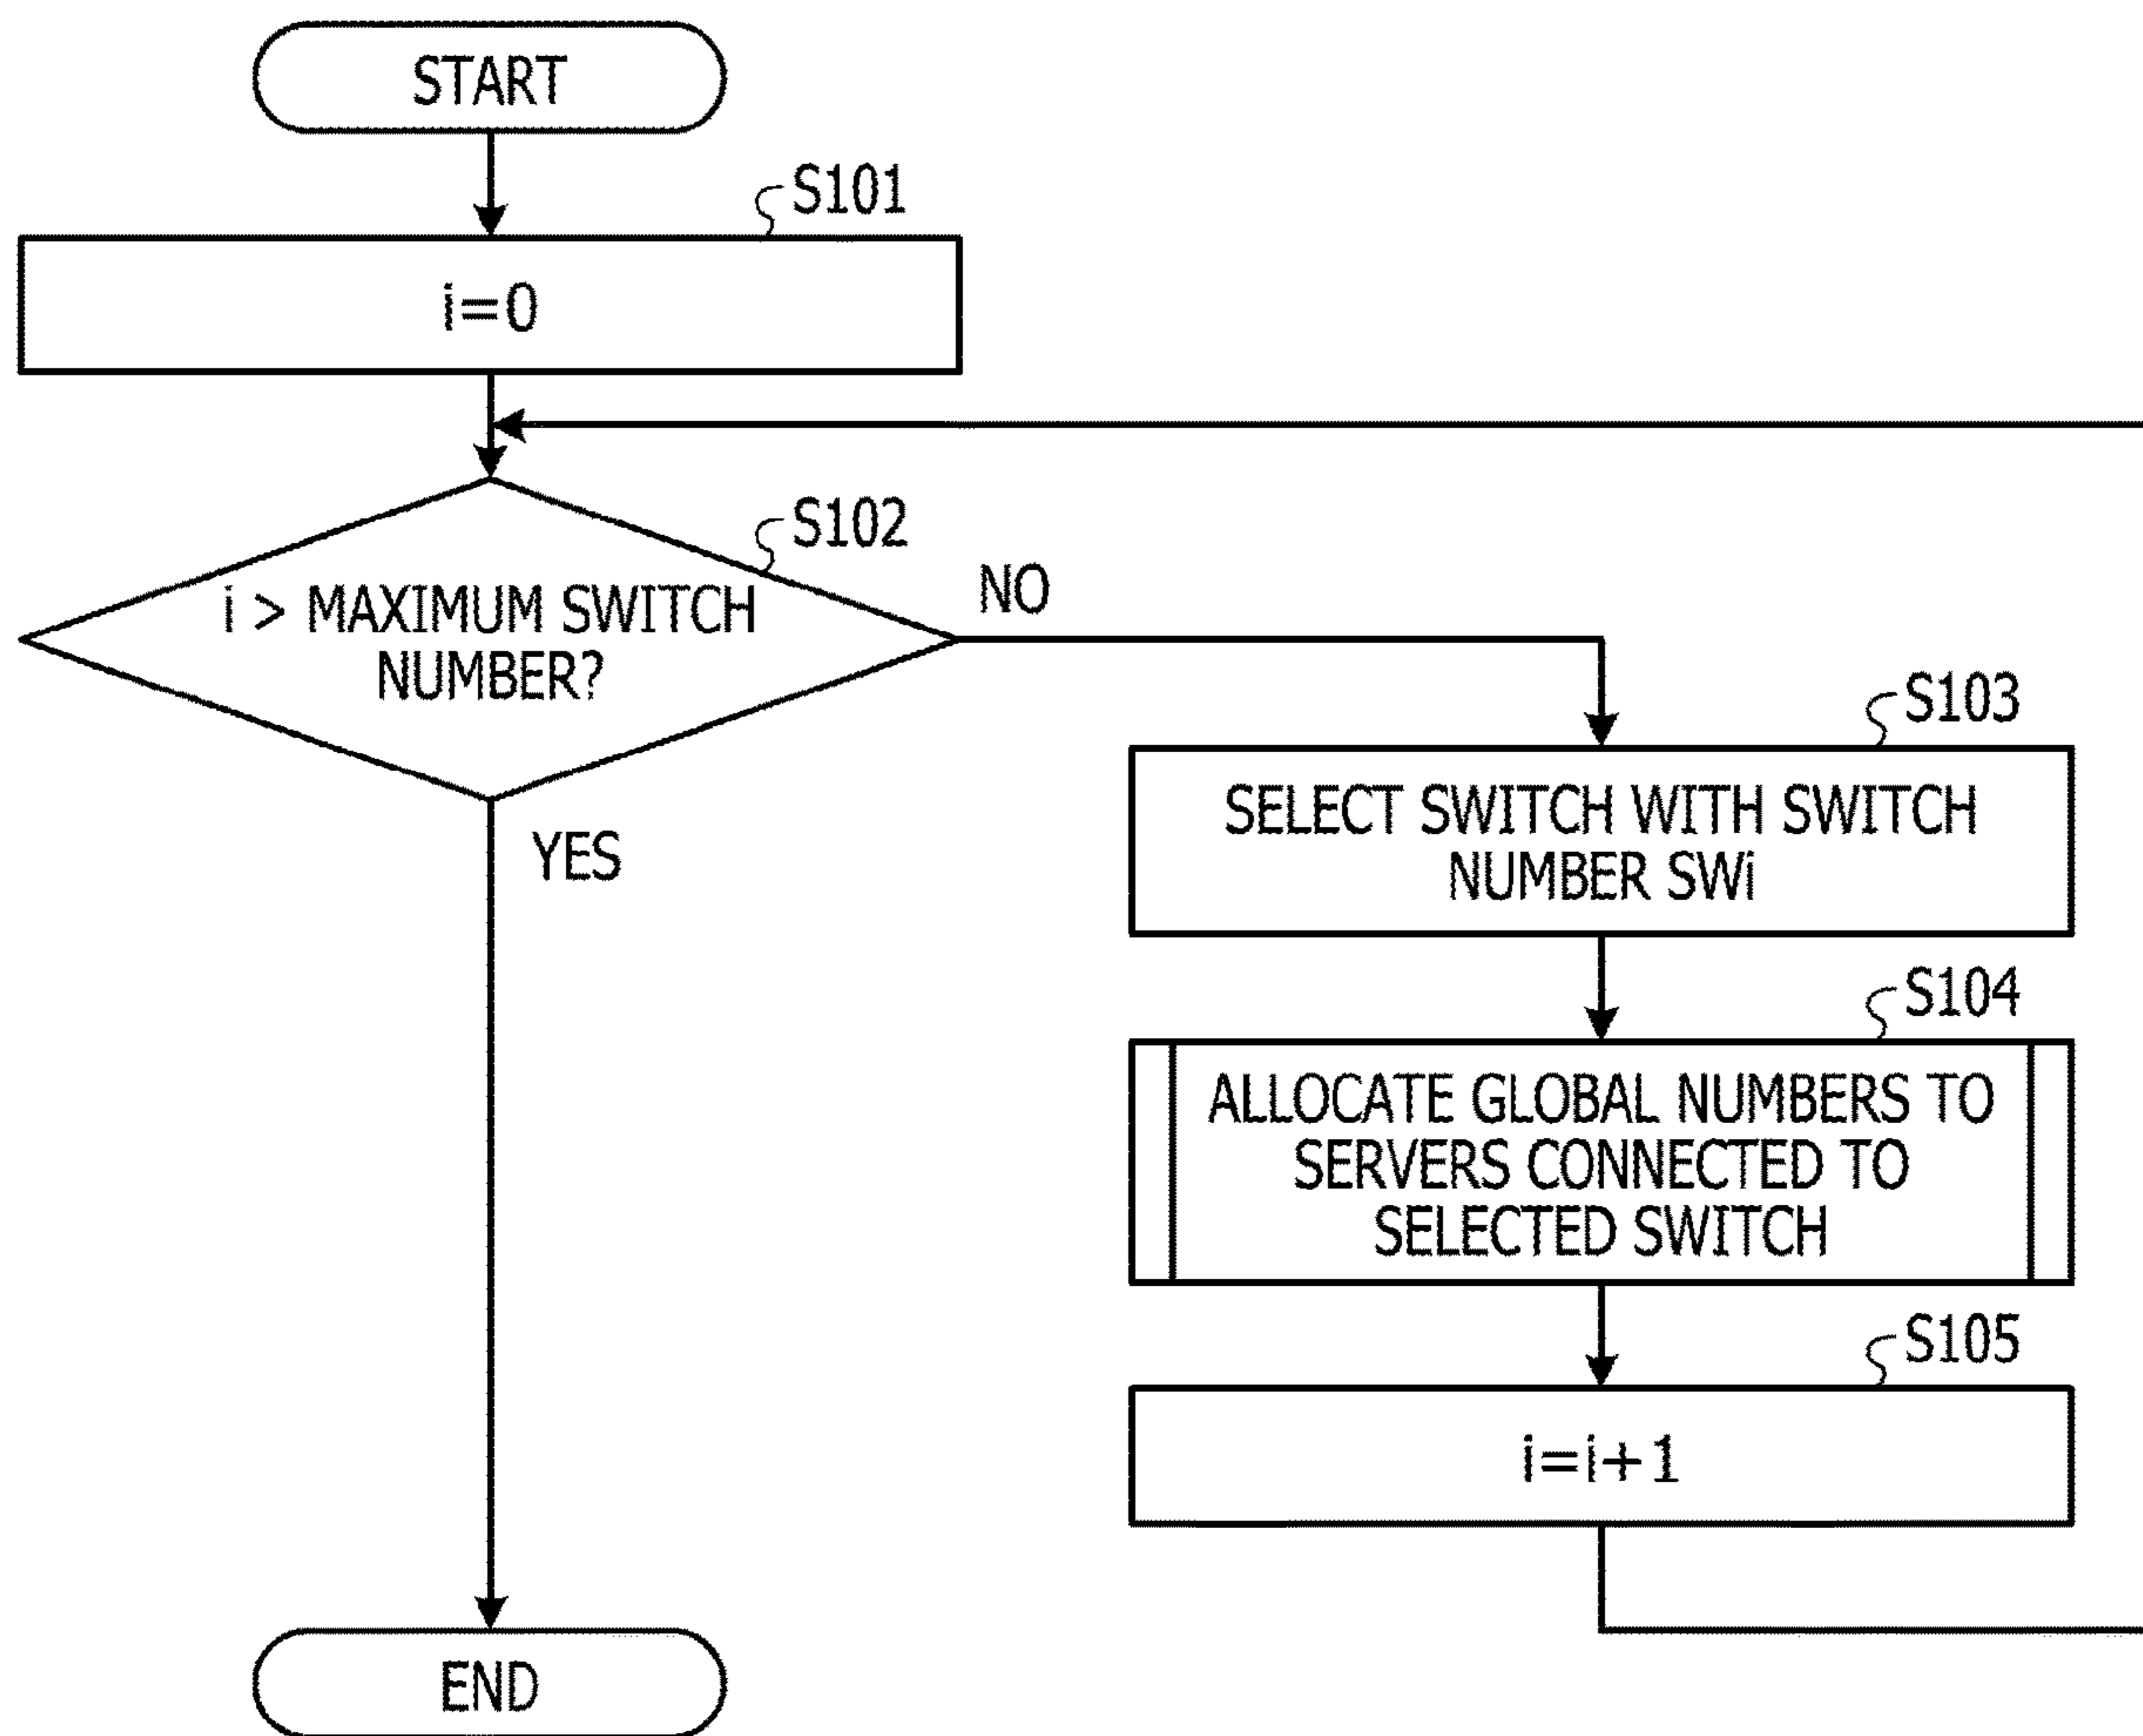 START
S101
i=0
S102
i > MAXIMUM SWITCH
NUMBER?
NO
YES
S103
SELECT SWITCH WITH SWITCH
NUMBER SWi
S104
ALLOCATE GLOBAL NUMBERS TO
SERVERS CONNECTED TO
SELECTED SWITCH
S105
i=i+1
END